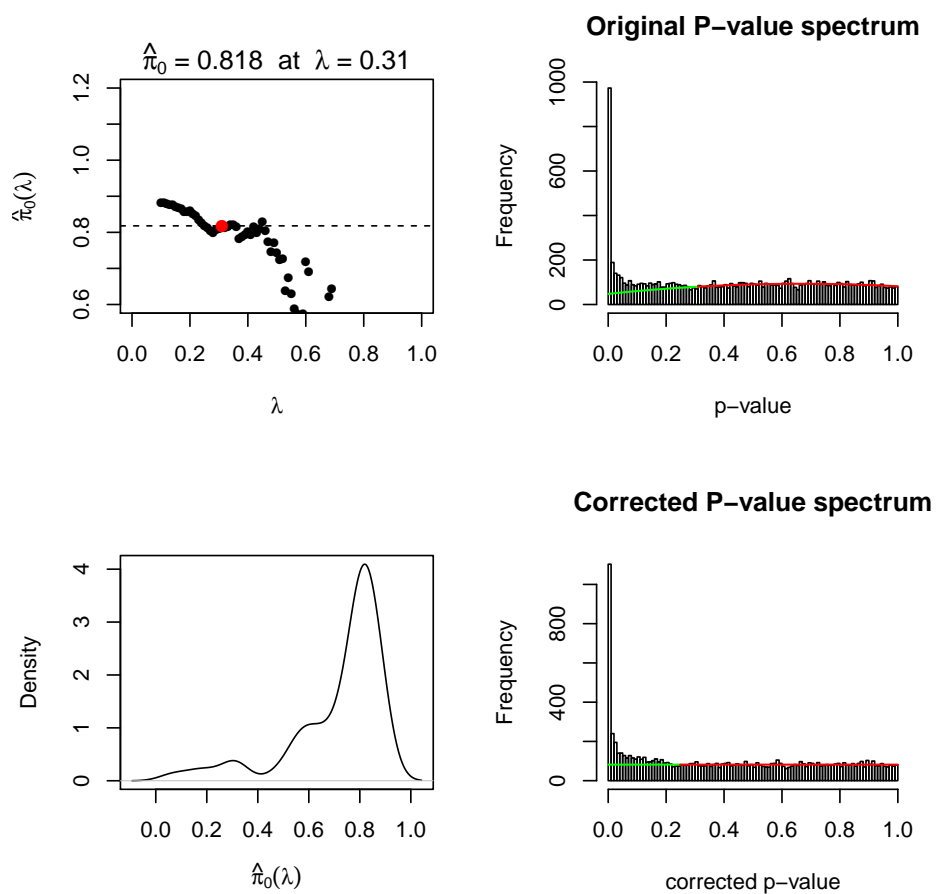 π̂₀ = 0.818 at λ = 0.31
π̂₀(λ)
1.2
1.0
0.8
0.6
0.0 0.2 0.4 0.6 0.8 1.0
λ
Original P−value spectrum
Frequency
1000
600
200
0
0.0 0.2 0.4 0.6 0.8 1.0
p−value
Density
4
3
2
1
0
0.0 0.2 0.4 0.6 0.8 1.0
π̂₀(λ)
Corrected P−value spectrum
Frequency
800
400
0
0.0 0.2 0.4 0.6 0.8 1.0
corrected p−value